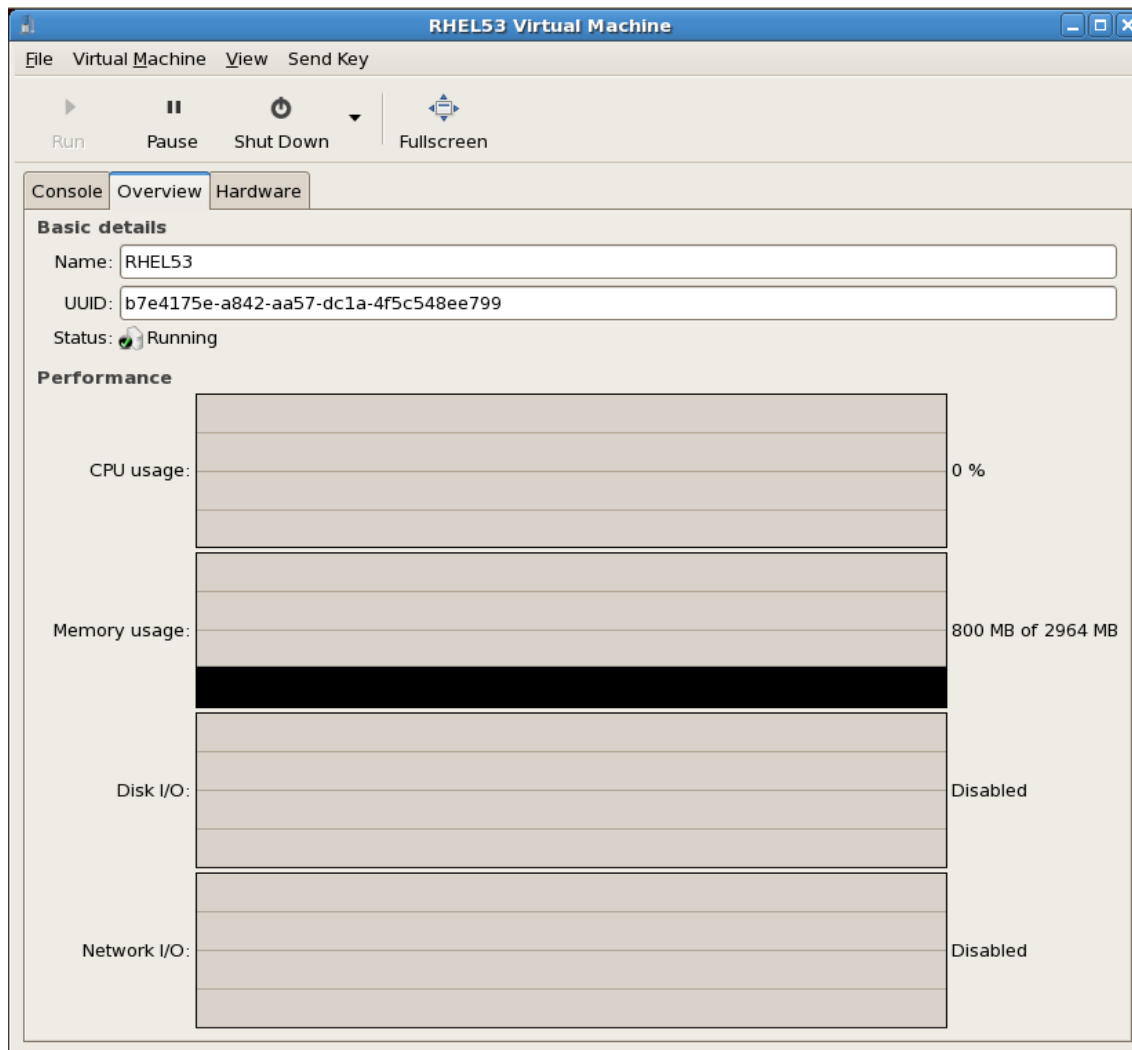 RHEL53 Virtual Machine
File Virtual Machine View Send Key
Run Pause Shut Down Fullscreen
Console Overview Hardware
Basic details
Name: RHEL53
UUID: b7e4175e-a842-aa57-dc1a-4f5c548ee799
Status: Running
Performance
CPU usage: 0 %
Memory usage: 800 MB of 2964 MB
Disk I/O: Disabled
Network I/O: Disabled